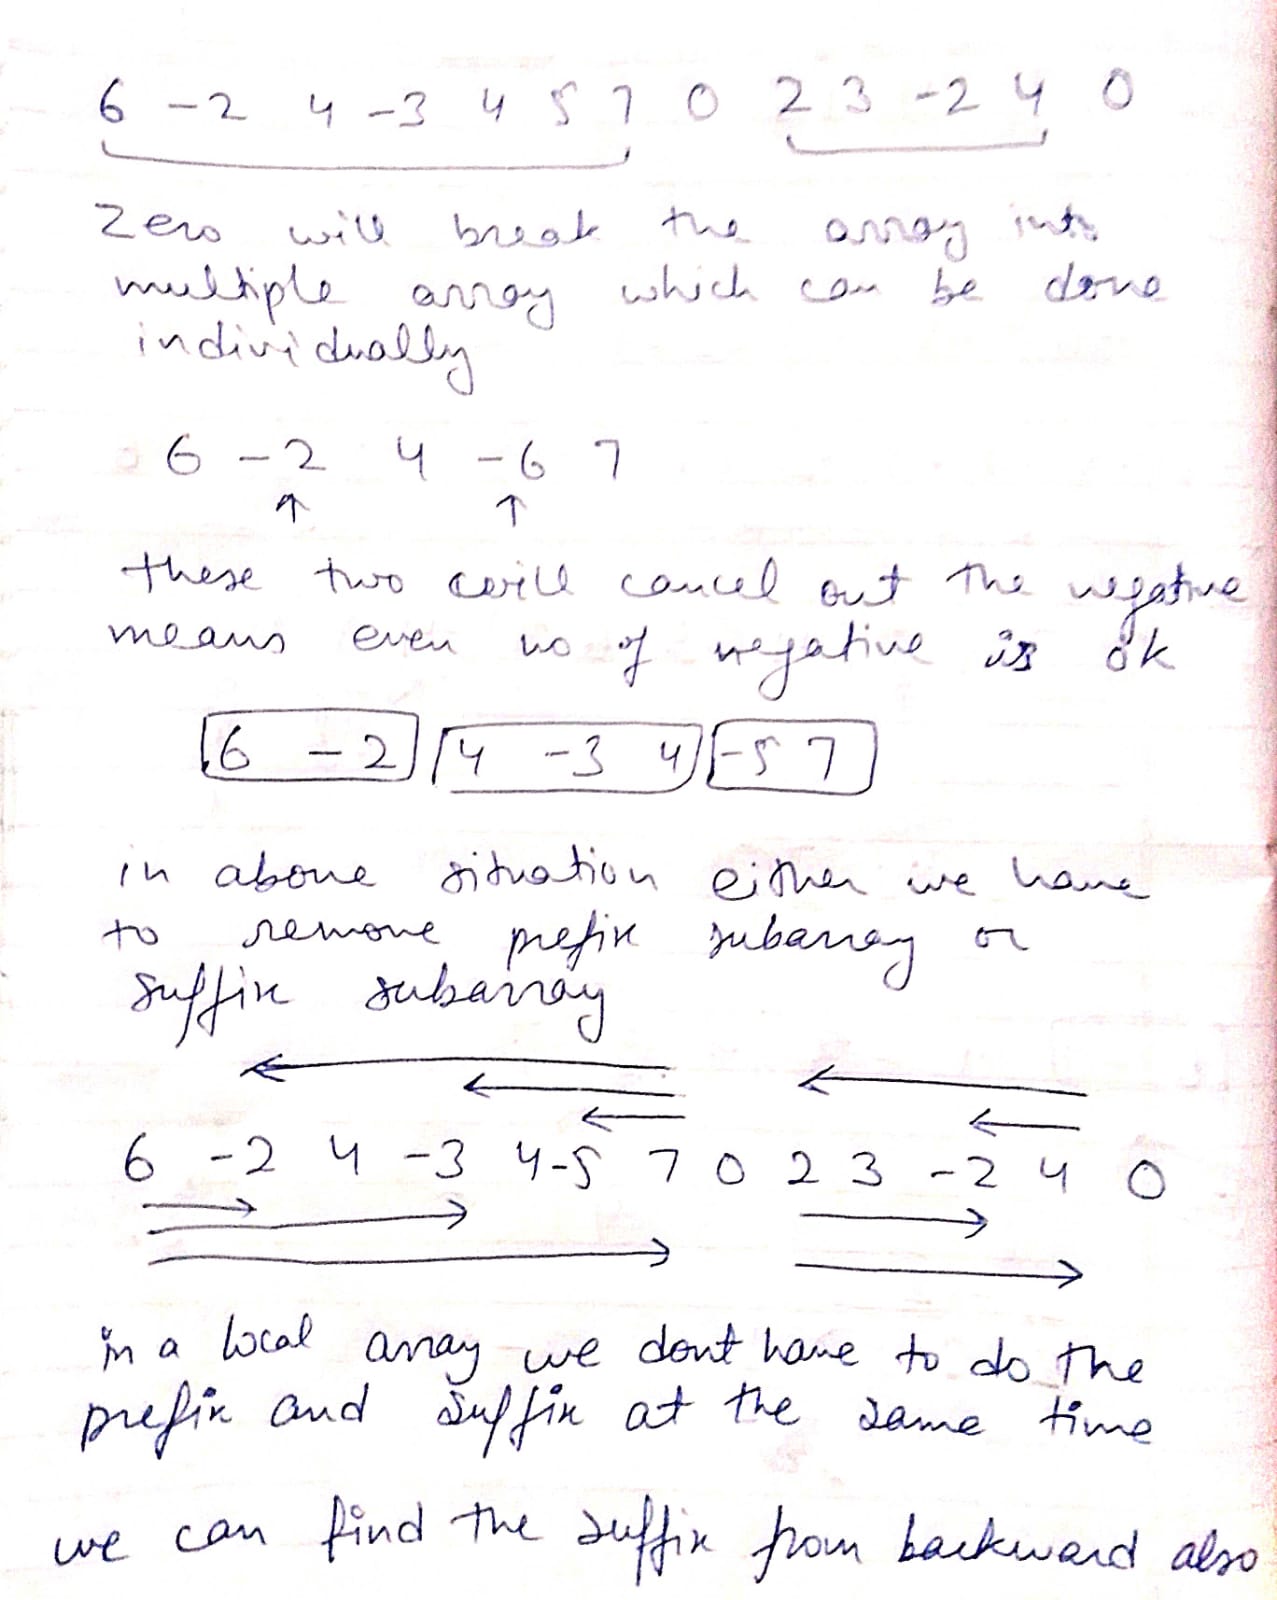 6 -2 4 -3 4 5 7 0 2 3 -2 4 0
Zero will break the array into
multiple array which can be done
individually
6 -2 4 -6 7
these two will cancel out the negative
means even no of negative is ok
6 -2 4 -3 4 -5 7
in above situation either we have
to remove prefix subarray or
suffix subarray
6 -2 4 -3 4 -5 7 0 2 3 -2 4 0
in a local array we dont have to do the
prefix and suffix at the same time
we can find the suffix from backward also